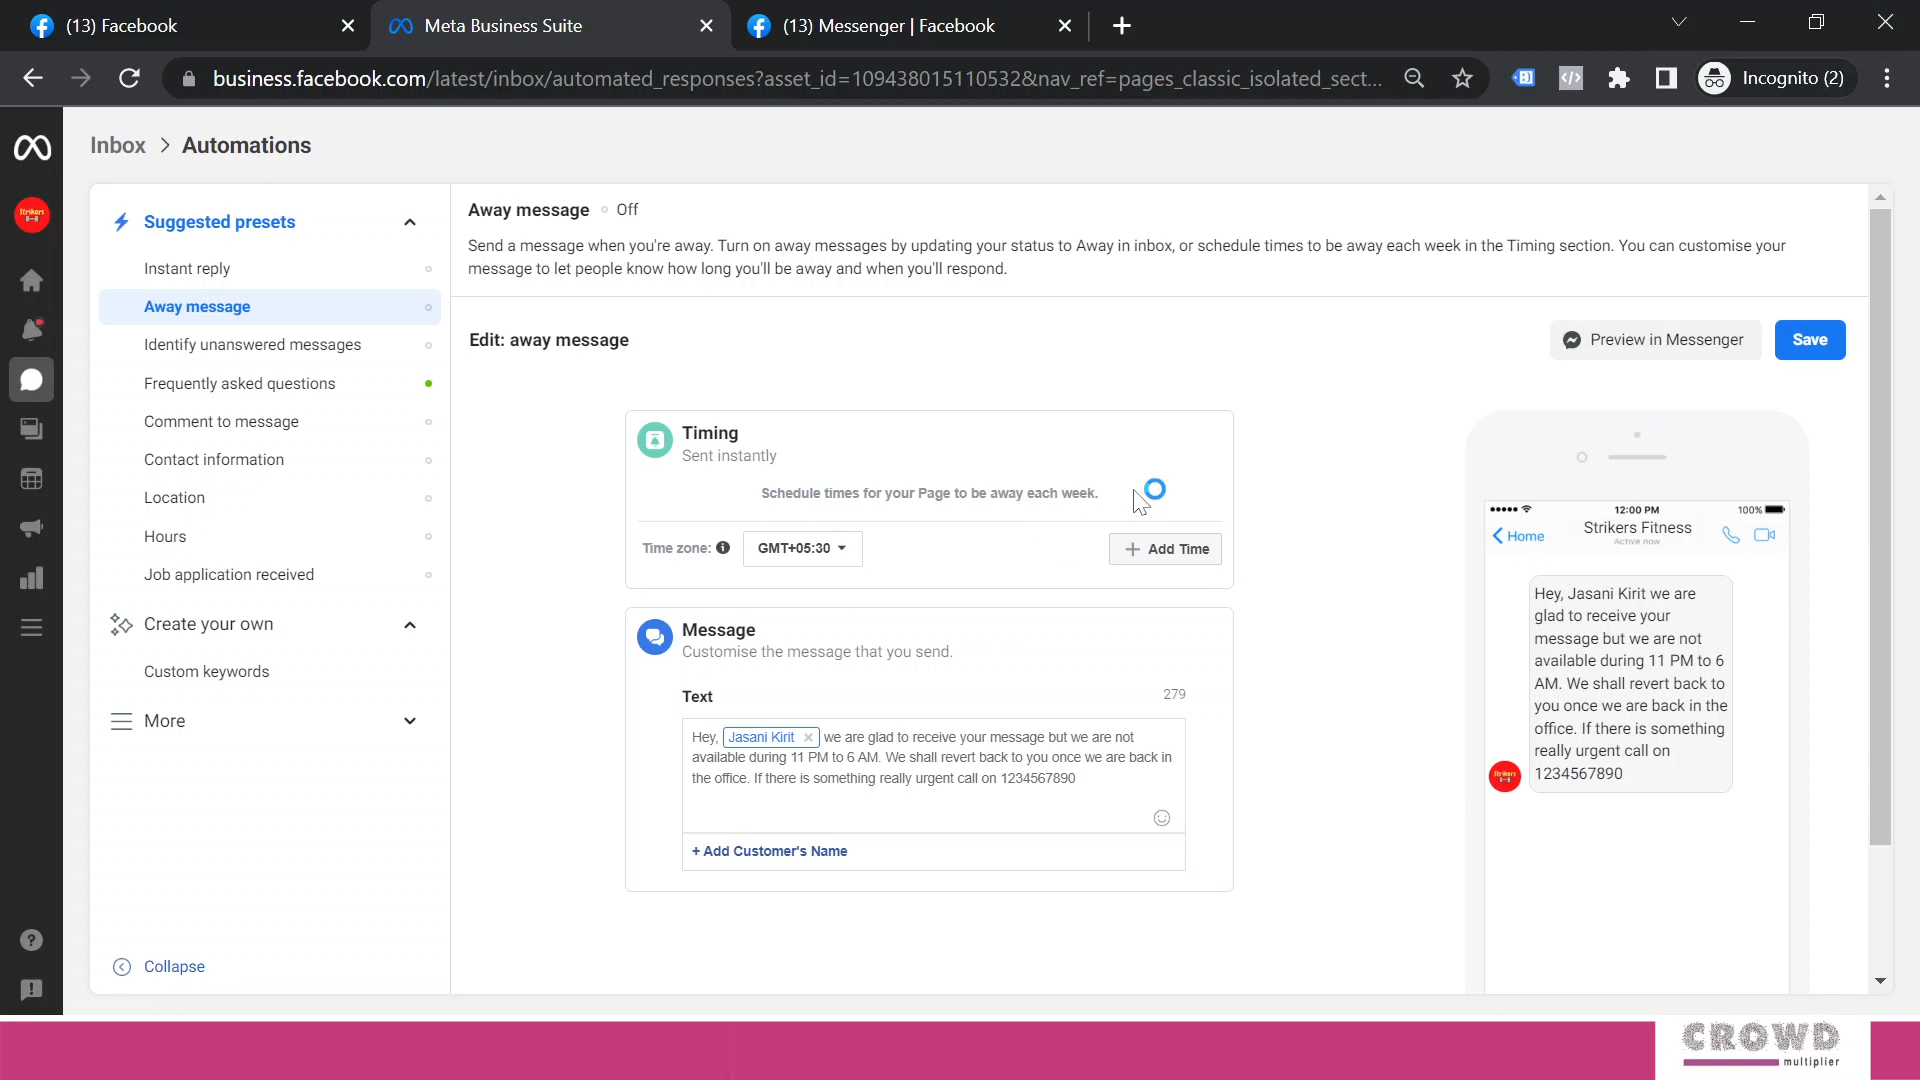 (13) Facebook
Meta Business Suite
(13) Messenger | Facebook
business.facebook.com/latest/inbox/automated_responses?asset_id=109438015110532&nav_ref=pages_classic_isolated_sect...
Incognito (2)
Inbox > Automations
Suggested presets
Instant reply
Away message
Identify unanswered messages
Frequently asked questions
Comment to message
Contact information
Location
Hours
Job application received
Create your own
Custom keywords
More
Collapse
Away message Off
Send a message when you're away. Turn on away messages by updating your status to Away in inbox, or schedule times to be away each week in the Timing section. You can customise your
message to let people know how long you'll be away and when you'll respond.
Edit: away message
Preview in Messenger
Save
Timing
Sent instantly
Schedule times for your Page to be away each week.
Time zone:
GMT+05:30
+ Add Time
Message
Customise the message that you send.
Text
279
Hey, Jasani Kirit × we are glad to receive your message but we are not
available during 11 PM to 6 AM. We shall revert back to you once we are back in
the office. If there is something really urgent call on 1234567890
+ Add Customer's Name
12:00 PM
100%
Home
Strikers Fitness
Active now
Hey, Jasani Kirit we are
glad to receive your
message but we are not
available during 11 PM to 6
AM. We shall revert back to
you once we are back in the
office. If there is something
really urgent call on
1234567890
Strikers
Strikers
CROWD
multiplier